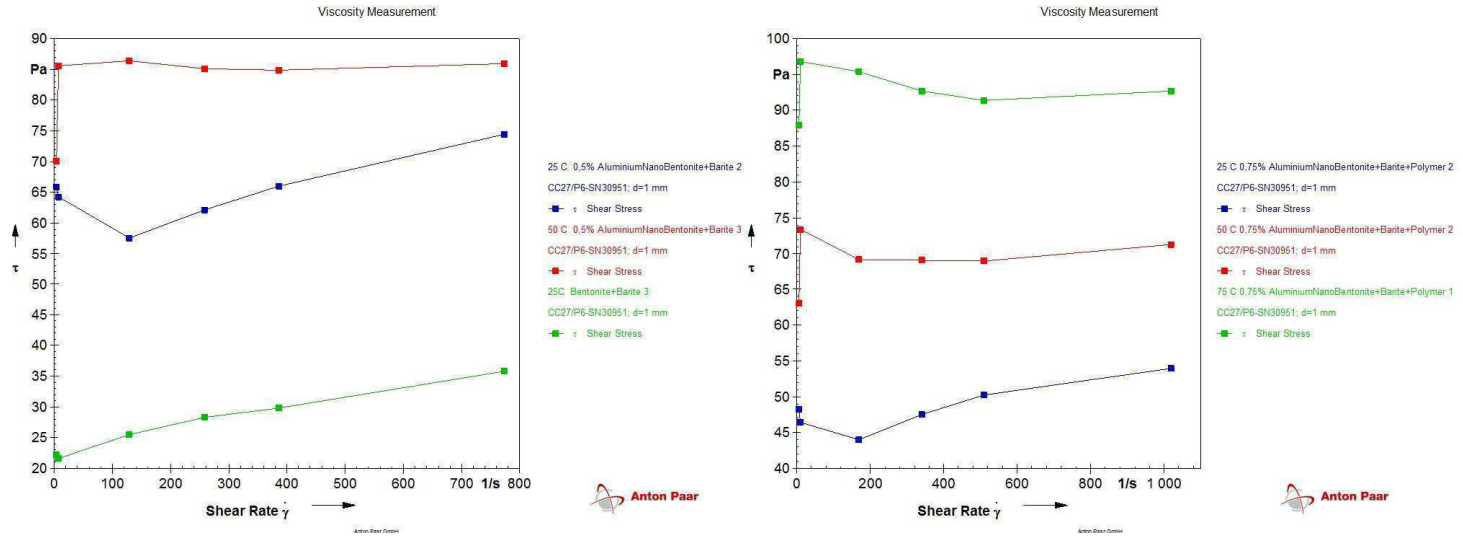 Viscosity Measurement
90
Pa
80
75
70
65
60
55
50
45
40
35
30
25
20
τ
0 100 200 300 400 500 600 700 1/s 800
Shear Rate γ̇
25 C 0,5% AluminiumNanoBentonite+Barite 2
CC27/P6-SN30951; d=1 mm
τ Shear Stress
50 C 0,5% AluminiumNanoBentonite+Barite 3
CC27/P6-SN30951; d=1 mm
τ Shear Stress
25C Bentonite+Barite 3
CC27/P6-SN30951; d=1 mm
τ Shear Stress
Anton Paar
Anton Paar GmbH
Viscosity Measurement
100
Pa
90
85
80
75
70
65
60
55
50
45
40
τ
0 200 400 600 800 1/s 1 000
Shear Rate γ̇
25 C 0,75% AluminiumNanoBentonite+Barite+Polymer 2
CC27/P6-SN30951; d=1 mm
τ Shear Stress
50 C 0,75% AluminiumNanoBentonite+Barite+Polymer 2
CC27/P6-SN30951; d=1 mm
τ Shear Stress
75 C 0,75% AluminiumNanoBentonite+Barite+Polymer 1
CC27/P6-SN30951; d=1 mm
τ Shear Stress
Anton Paar
Anton Paar GmbH